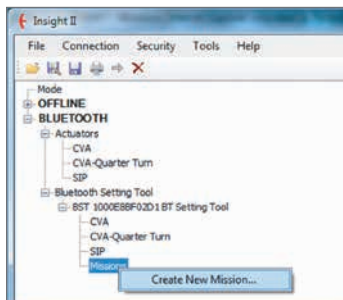 Insight II
File Connection Security Tools Help
Mode
OFFLINE
BLUETOOTH
Actuators
CVA
CVA-Quarter Turn
SIP
Bluetooth Setting Tool
BST 1000E8BF02D1 BT Setting Tool
CVA
CVA-Quarter Turn
SIP
Missions
Create New Mission...